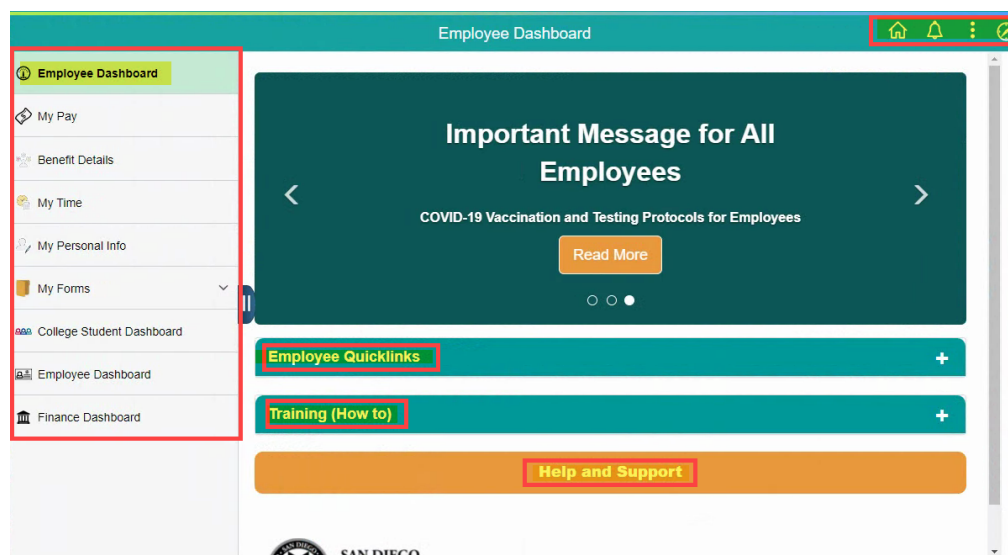 Employee Dashboard
Employee Dashboard
My Pay
Benefit Details
My Time
My Personal Info
My Forms
College Student Dashboard
Employee Dashboard
Finance Dashboard
Important Message for All
Employees
COVID-19 Vaccination and Testing Protocols for Employees
Read More
Employee Quicklinks
Training (How to)
Help and Support
SAN DIEGO
SAN DIEGO